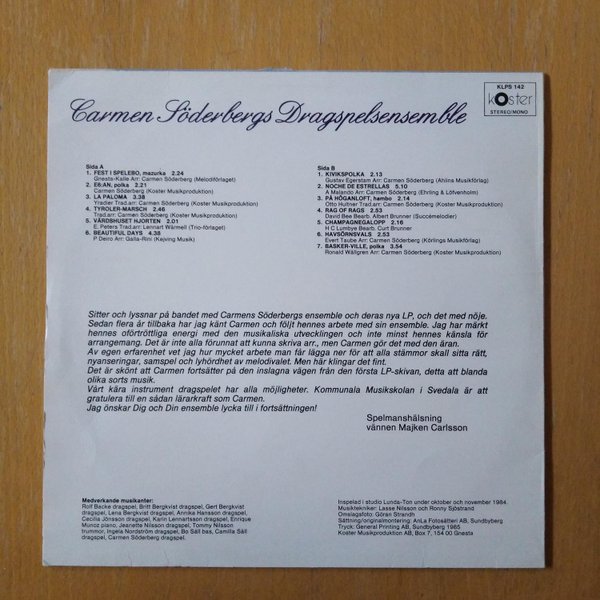 KLPS 142
Koster
STEREO/MONO
Carmen Söderbergs Dragspelsensemble
Sida A
1. FEST I SPELEBO, mazurka 2.24
Gnesta-Kalle Arr: Carmen Söderberg (Melodiförlaget)
2. E6:AN, polka 2.21
Carmen Söderberg (Koster Musikproduktion)
3. LA PALOMA 3.38
Yradier Trad.arr: Carmen Söderberg (Koster Musikproduktion)
4. TYROLER-MARSCH 2.46
Trad.arr: Carmen Söderberg (Koster Musikproduktion)
5. VÄRDSHUSET HJORTEN 2.01
E. Peters Trad.arr: Lennart Wärmell (Trio-förlaget)
6. BEAUTIFUL DAYS 4.38
P Deiro Arr: Galla-Rini (Kejving Musik)
Sida B
1. KIVIKSPOLKA 2.13
Gustav Egerstam Arr: Carmen Söderberg (Ahlins Musikförlag)
2. NOCHE DE ESTRELLAS 5.10
A Malando Arr: Carmen Söderberg (Ehrling & Löfvenholm)
3. PÅ HÖGANLOFT, hambo 2.14
Otto Hultner Trad.arr: Carmen Söderberg (Koster Musikproduktion)
4. RAG OF RAGS 2.53
David Bee Bearb. Albert Brunner (Succémelodier)
5. CHAMPAGNEGALOPP 2.16
H C Lumbye Bearb. Curt Brunner
6. HAVSÖRNSVALS 2.53
Evert Taube Arr: Carmen Söderberg (Körlings Musikförlag)
7. BASKER-VILLE, polka 3.54
Ronald Wällgren Arr: Carmen Söderberg (Koster Musikproduktion)
Sitter och lyssnar på bandet med Carmens Söderbergs ensemble och deras nya LP, och det med nöje.
Sedan flera år tillbaka har jag känt Carmen och följt hennes arbete med sin ensemble. Jag har märkt
hennes oförtröttliga energi med den musikaliska utvecklingen och inte minst hennes känsla för
arrangemang. Det är inte alla förunnat att kunna skriva arr., men Carmen gör det med den äran.
Av egen erfarenhet vet jag hur mycket arbete man får lägga ner för att alla stämmor skall sitta rätt,
nyanseringar, samspel och lyhördhet av melodivalet. Men här klingar det fint.
Det är skönt att Carmen fortsätter på den inslagna vägen från den första LP-skivan, detta att blanda
olika sorts musik.
Vårt kära instrument dragspelet har alla möjligheter. Kommunala Musikskolan i Svedala är att
gratulera till en sådan lärarkraft som Carmen.
Jag önskar Dig och Din ensemble lycka till i fortsättningen!
Spelmanshälsning
vännen Majken Carlsson
Medverkande musikanter:
Rolf Backe dragspel, Britt Bergkvist dragspel, Gert Bergkvist
dragspel, Lena Bergkvist dragspel, Annika Hansson dragspel,
Cecilia Jönsson dragspel, Karin Lennartsson dragspel, Enrique
Munoz piano, Jeanette Nilsson dragspel, Tommy Nilsson
trummor, Ingela Nordström dragspel, Bo Säll bas, Camilla Säll
dragspel, Carmen Söderberg dragspel.
Inspelad i studio Lunda-Ton under oktober och november 1984.
Musiktekniker: Lasse Nilsson och Ronny Sjöstrand
Omslagsfoto: Göran Strandh
Sättning/originalmontering: AnLa Fotosätteri AB, Sundbyberg
Tryck: General Printing AB, Sundbyberg 1985
Koster Musikproduktion AB, Box 7, 154 00 Gnesta